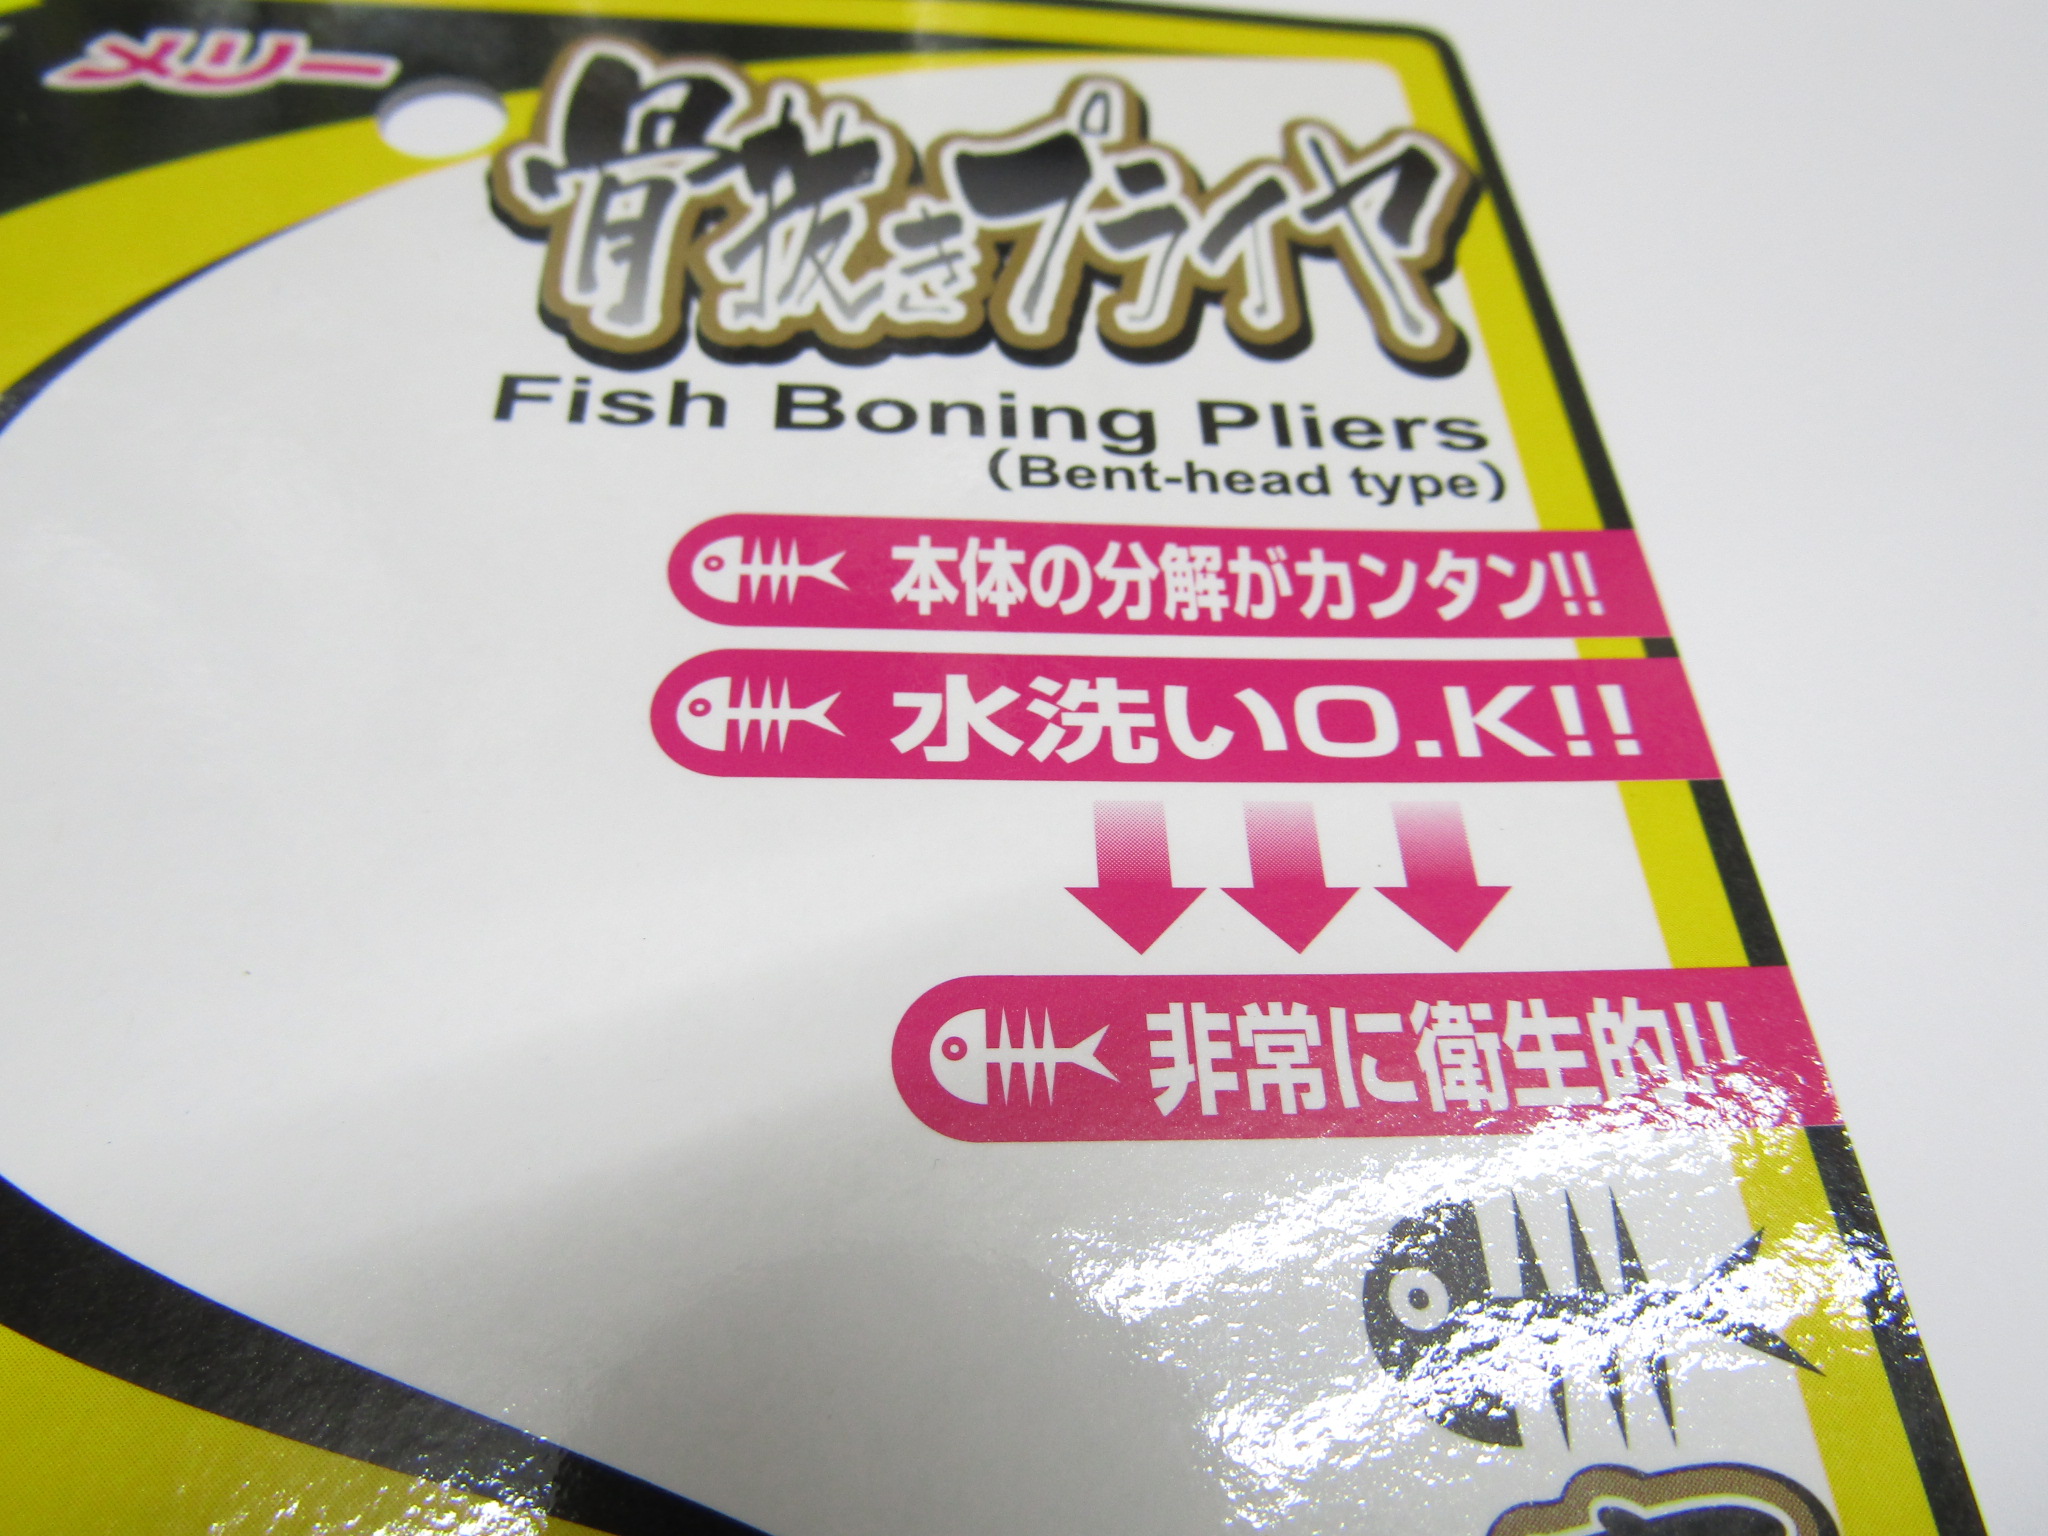 メリー
骨抜きプライヤ
Fish Boning Pliers
(Bent-head type)
本体の分解がカンタン!!
水洗いO.K!!
非常に衛生的!!